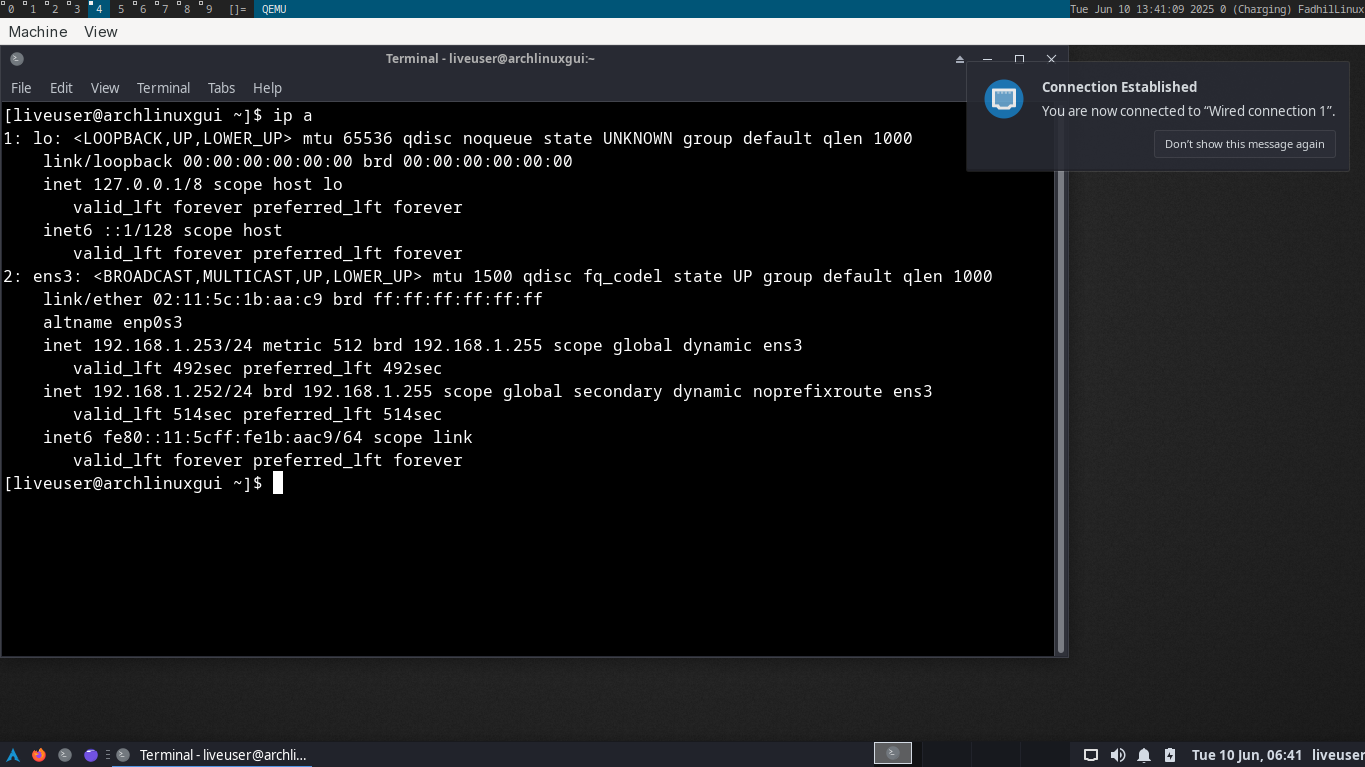 0 1 2 3 4 5 6 7 8 9 []= QEMU Tue Jun 10 13:41:09 2025 0 (Charging) FadhilLinux
Machine View
Terminal - liveuser@archlinuxgui:~
File Edit View Terminal Tabs Help
Connection Established
You are now connected to “Wired connection 1”.
Don't show this message again
[liveuser@archlinuxgui ~]$ ip a
1: lo: <LOOPBACK,UP,LOWER_UP> mtu 65536 qdisc noqueue state UNKNOWN group default qlen 1000
    link/loopback 00:00:00:00:00:00 brd 00:00:00:00:00:00
    inet 127.0.0.1/8 scope host lo
       valid_lft forever preferred_lft forever
    inet6 ::1/128 scope host
       valid_lft forever preferred_lft forever
2: ens3: <BROADCAST,MULTICAST,UP,LOWER_UP> mtu 1500 qdisc fq_codel state UP group default qlen 1000
    link/ether 02:11:5c:1b:aa:c9 brd ff:ff:ff:ff:ff:ff
    altname enp0s3
    inet 192.168.1.253/24 metric 512 brd 192.168.1.255 scope global dynamic ens3
       valid_lft 492sec preferred_lft 492sec
    inet 192.168.1.252/24 brd 192.168.1.255 scope global secondary dynamic noprefixroute ens3
       valid_lft 514sec preferred_lft 514sec
    inet6 fe80::11:5cff:fe1b:aac9/64 scope link
       valid_lft forever preferred_lft forever
[liveuser@archlinuxgui ~]$
Terminal - liveuser@archli... Tue 10 Jun, 06:41 liveuser